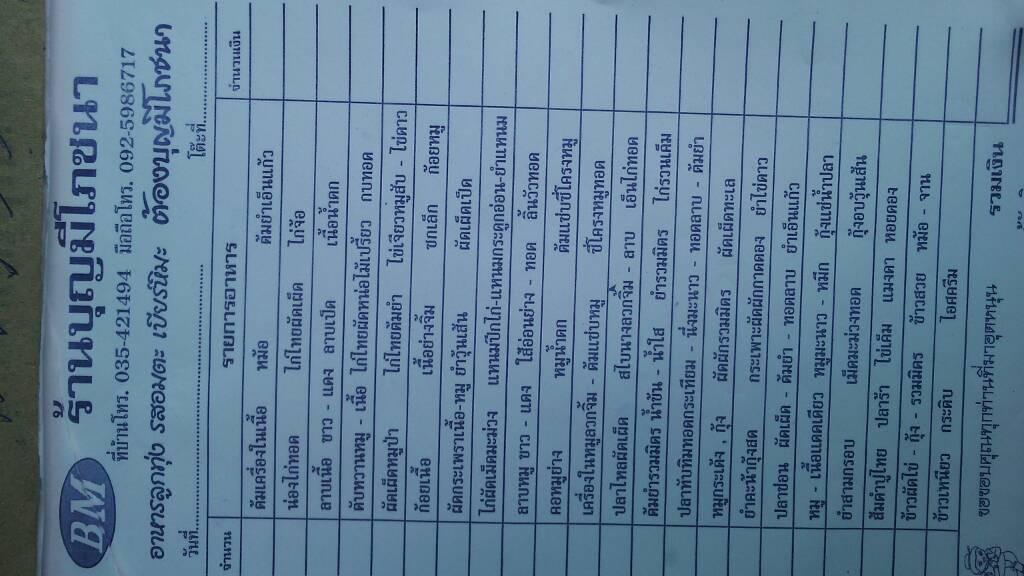 BM ร้านบุญมีโภชนา
ที่บ้านโทร. 035-421494 มือถือโทร. 092-5986717
อาหารลูกทุ่ง รสอมตะ เปิบริหิมะ ต้องบุญมีโภชนา
วันที่ โต๊ะที่
จำนวน รายการอาหาร จำนวนเงิน
ต้มเครื่องในเนื้อ หม้อ ต้มยำเอ็นแก้ว
น่องไก่ทอด ไก่ไทยผัดเผ็ด ไก่จ้อ
ลาบเนื้อ ขาว - แดง ลาบเป็ด เนื้อน้ำตก
ตับหวานหมู - เนื้อ ไก่ไทยผัดหน่อไม้เปรี้ยว กบทอด
ผัดเผ็ดหมูป่า ไก่ไทยต้มยำ ไข่เจียวหมูสับ - ไข่ดาว
ก้อยเนื้อ เนื้อย่างจิ้ม ซกเล็ก ก้อยหมู
ผัดกระเพราเนื้อ-หมู ยำวุ้นเส้น ผัดเผ็ดเป็ด
ไก่ผัดเม็ดมะม่วง แหนมปีกไก่-แหนมกระดูกอ่อน-ยำแหนม
ลาบหมู ขาว - แดง ไส้อ่อนย่าง - ทอด ลิ้นวัวทอด
คอหมูย่าง หมูน้ำตก ต้มแซ่บซี่โครงหมู
เครื่องในหมูลวกจิ้ม - ต้มแซ่บหมู ซี่โครงหมูทอด
ปลาไหลผัดเผ็ด สไบนางลวกจิ้ม - ลาบ เอ็นไก่ทอด
ต้มยำรวมมิตร น้ำข้น - น้ำใส ยำรวมมิตร ไก่รวนเค็ม
ปลาทับทิมทอดกระเทียม - นึ่งมะนาว - ทอดลาบ - ต้มยำ
หมูกระเด้ง , กุ้ง ผัดผักรวมมิตร ผัดเผ็ดทะเล
ยำคะน้ากุ้งสด กระเพาะผัดผักกาดดอง ยำไข่ดาว
ปลาช่อน ผัดเผ็ด - ต้มยำ - ทอดลาบ ยำเอ็นแก้ว
หมู - เนื้อแดดเดียว หมูมะนาว - หมึก กุ้งแช่น้ำปลา
ยำสามกรอบ เม็ดมะม่วงทอด กุ้งอบวุ้นเส้น
ส้มตำปูไทย ปลาร้า ไข่เค็ม แมงดา หอยดอง
ข้าวผัดไข่ - กุ้ง - รวมมิตร ข้าวสวย หม้อ - จาน
ข้าวเหนียว กระติบ ไอศครีม
ขอขอบคุณทุกท่านที่มาอุดหนุน รวมเงิน